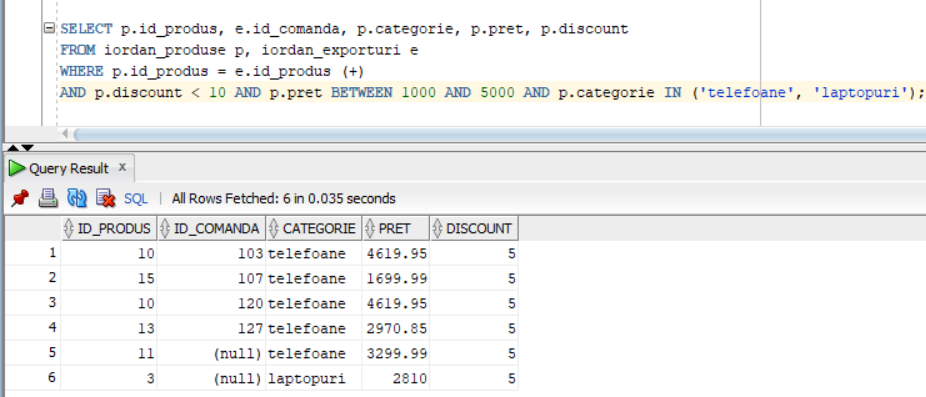 SELECT p.id_produs, e.id_comanda, p.categorie, p.pret, p.discount
FROM iordan_produse p, iordan_exporturi e
WHERE p.id_produs = e.id_produs (+)
AND p.discount < 10 AND p.pret BETWEEN 1000 AND 5000 AND p.categorie IN ('telefoane', 'laptopuri');
Query Result x
SQL | All Rows Fetched: 6 in 0.035 seconds
ID_PRODUS ID_COMANDA CATEGORIE PRET DISCOUNT
1 10 103 telefoane 4619.95 5
2 15 107 telefoane 1699.99 5
3 10 120 telefoane 4619.95 5
4 13 127 telefoane 2970.85 5
5 11 (null) telefoane 3299.99 5
6 3 (null) laptopuri 2810 5